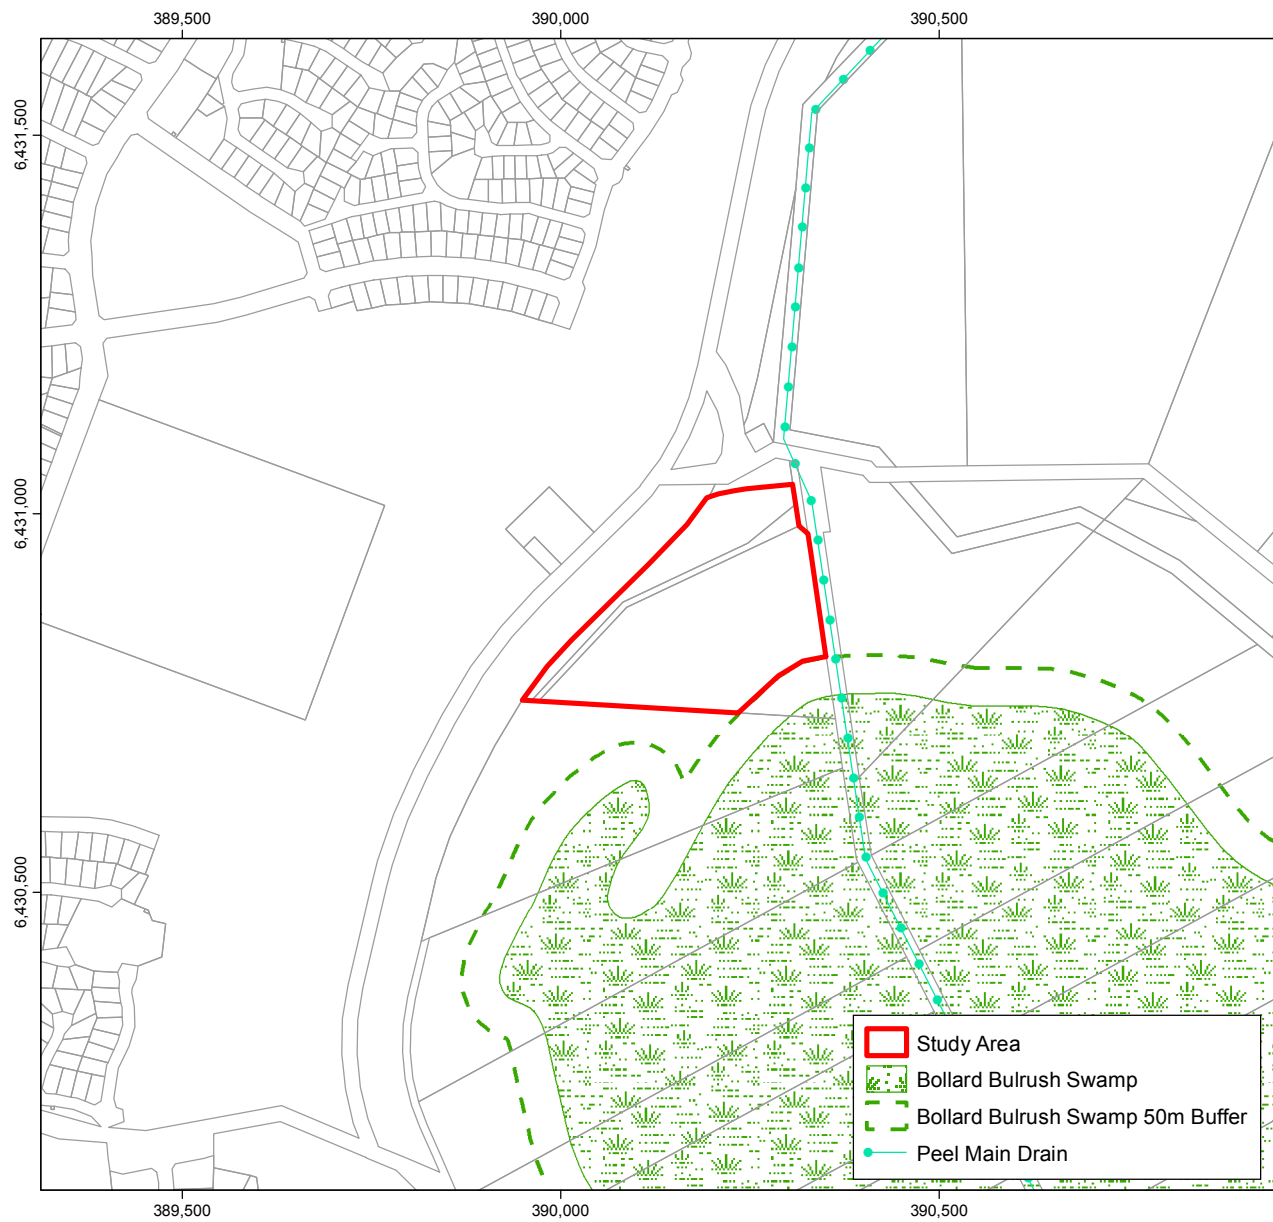 389,500
390,000
390,500
6,431,500
6,431,000
6,430,500
Study Area
Bollard Bulrush Swamp
Bollard Bulrush Swamp 50m Buffer
Peel Main Drain
389,500
390,000
390,500